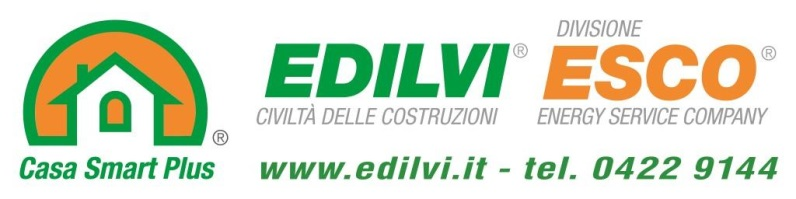 Casa Smart Plus ®
EDILVI ®
CIVILTÀ DELLE COSTRUZIONI
DIVISIONE
ESCO ®
ENERGY SERVICE COMPANY
www.edilvi.it - tel. 0422 9144